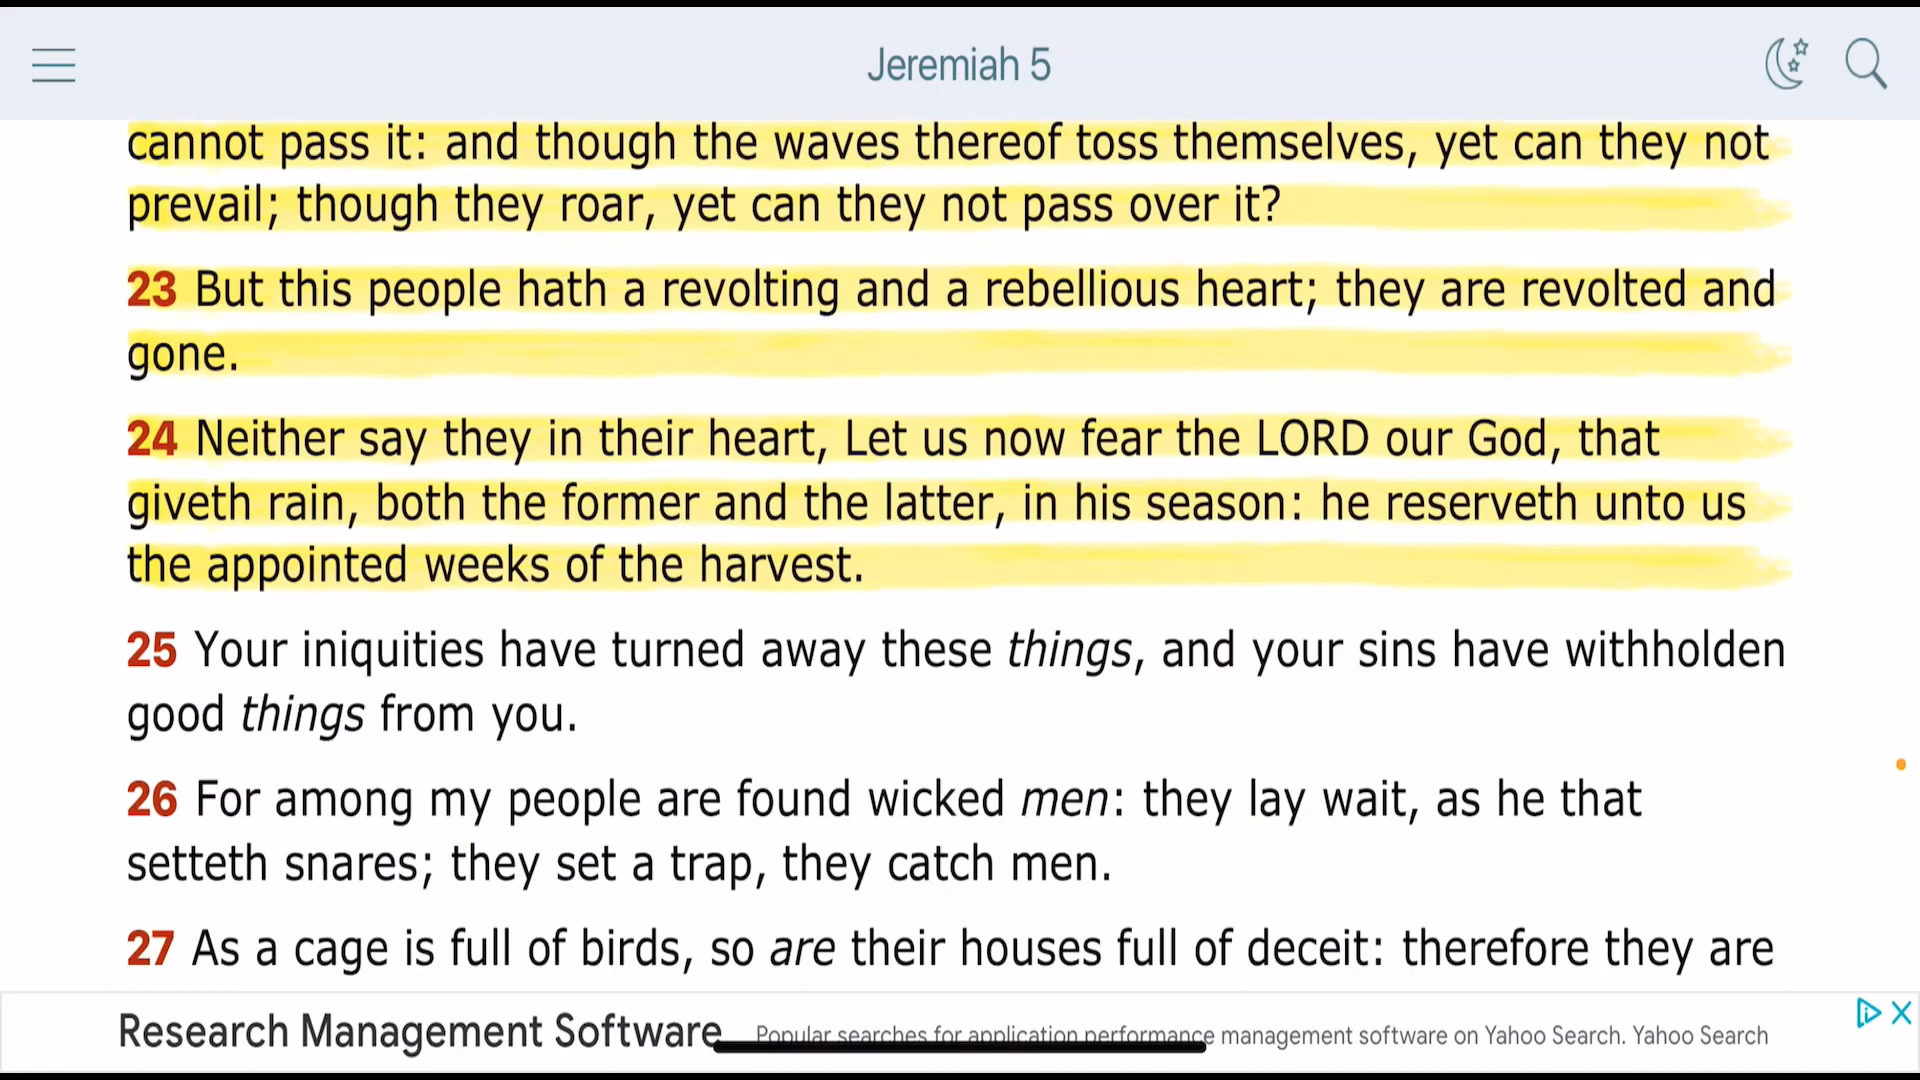 Jeremiah 5
cannot pass it: and though the waves thereof toss themselves, yet can they not
prevail; though they roar, yet can they not pass over it?
23 But this people hath a revolting and a rebellious heart; they are revolted and
gone.
24 Neither say they in their heart, Let us now fear the LORD our God, that
giveth rain, both the former and the latter, in his season: he reserveth unto us
the appointed weeks of the harvest.
25 Your iniquities have turned away these things, and your sins have withholden
good things from you.
26 For among my people are found wicked men: they lay wait, as he that
setteth snares; they set a trap, they catch men.
27 As a cage is full of birds, so are their houses full of deceit: therefore they are
Research Management Software Popular searches for application performance management software on Yahoo Search. Yahoo Search